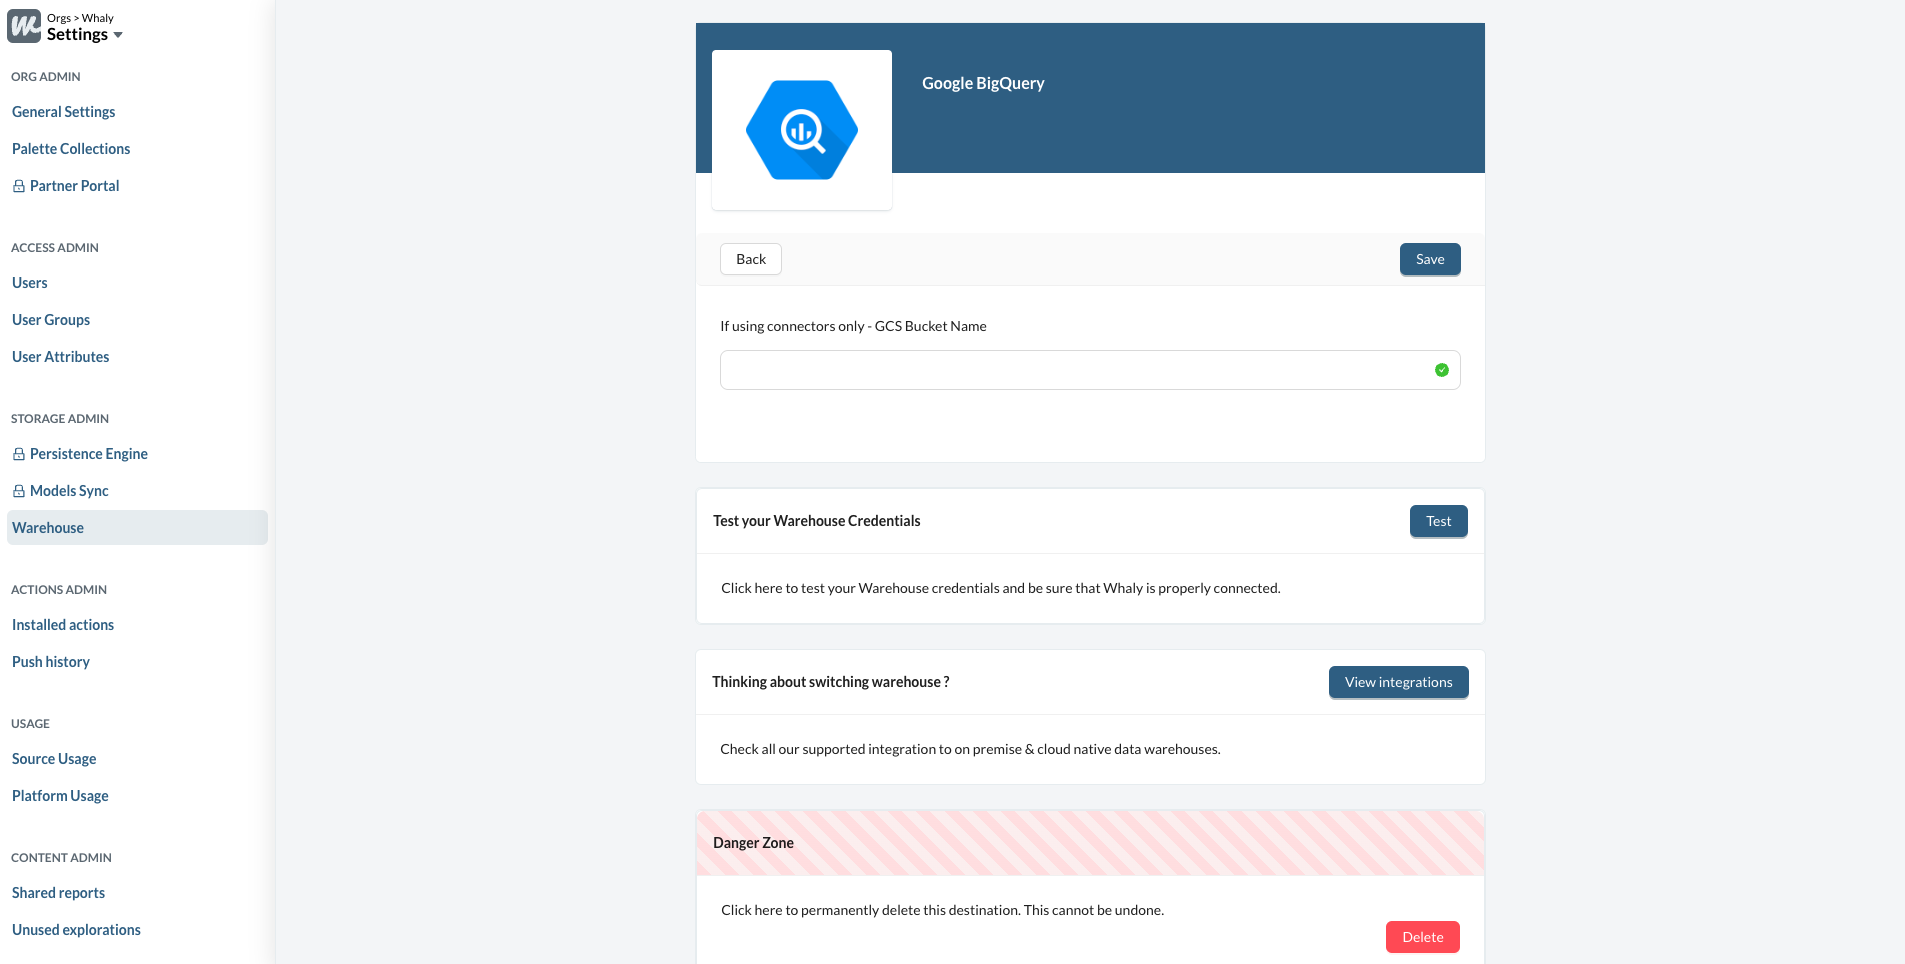 Orgs > Whaly
Settings
ORG ADMIN
General Settings
Palette Collections
Partner Portal
ACCESS ADMIN
Users
User Groups
User Attributes
STORAGE ADMIN
Persistence Engine
Models Sync
Warehouse
ACTIONS ADMIN
Installed actions
Push history
USAGE
Source Usage
Platform Usage
CONTENT ADMIN
Shared reports
Unused explorations
Google BigQuery
Back
Save
If using connectors only - GCS Bucket Name
Test your Warehouse Credentials
Test
Click here to test your Warehouse credentials and be sure that Whaly is properly connected.
Thinking about switching warehouse ?
View integrations
Check all our supported integration to on premise & cloud native data warehouses.
Danger Zone
Click here to permanently delete this destination. This cannot be undone.
Delete